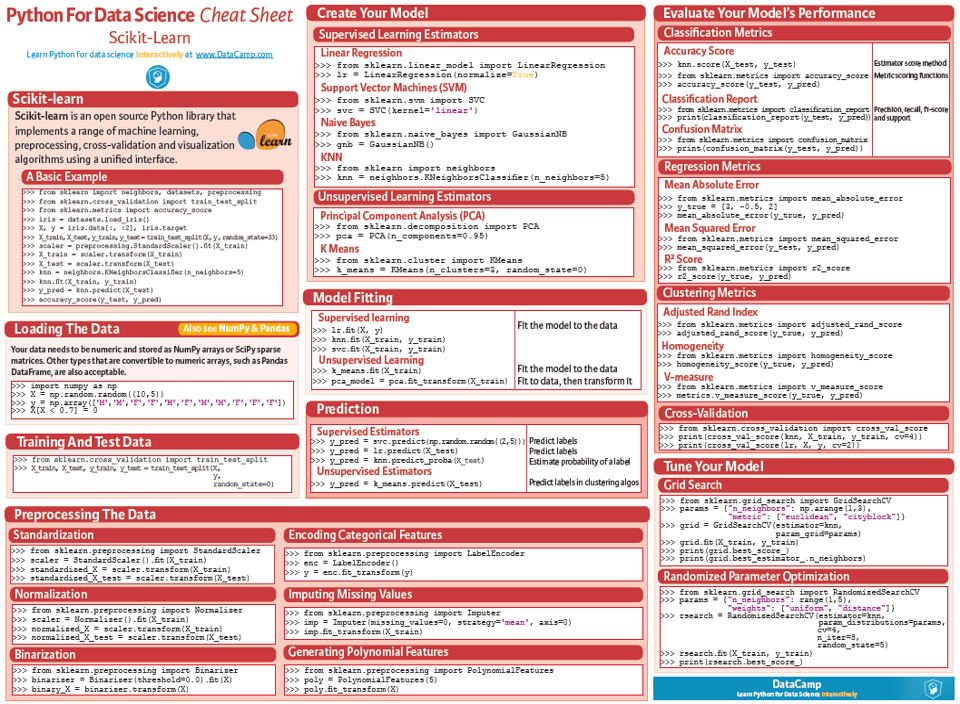 Python For Data Science Cheat Sheet
Scikit-Learn
Learn Python for data science Interactively at www.DataCamp.com
Scikit-learn
Scikit-learn is an open source Python library that
implements a range of machine learning,
preprocessing, cross-validation and visualization
algorithms using a unified interface.
learn
A Basic Example
>>> from sklearn import neighbors, datasets, preprocessing
>>> from sklearn.cross_validation import train_test_split
>>> from sklearn.metrics import accuracy_score
>>> iris = datasets.load_iris()
>>> X, y = iris.data[:, :2], iris.target
>>> X_train, X_test, y_train, y_test = train_test_split(X, y, random_state=33)
>>> scaler = preprocessing.StandardScaler().fit(X_train)
>>> X_train = scaler.transform(X_train)
>>> X_test = scaler.transform(X_test)
>>> knn = neighbors.KNeighborsClassifier(n_neighbors=5)
>>> knn.fit(X_train, y_train)
>>> y_pred = knn.predict(X_test)
>>> accuracy_score(y_test, y_pred)
Loading The Data
Also see NumPy & Pandas
Your data needs to be numeric and stored as NumPy arrays or SciPy sparse
matrices. Other types that are convertible to numeric arrays, such as Pandas
DataFrame, are also acceptable.
>>> import numpy as np
>>> X = np.random.random((10,5))
>>> y = np.array(['M','M','F','F','M','F','M','M','F','F','F'])
>>> X[X < 0.7] = 0
Training And Test Data
>>> from sklearn.cross_validation import train_test_split
>>> X_train, X_test, y_train, y_test = train_test_split(X,
y,
random_state=0)
Preprocessing The Data
Standardization
>>> from sklearn.preprocessing import StandardScaler
>>> scaler = StandardScaler().fit(X_train)
>>> standardized_X = scaler.transform(X_train)
>>> standardized_X_test = scaler.transform(X_test)
Normalization
>>> from sklearn.preprocessing import Normalizer
>>> scaler = Normalizer().fit(X_train)
>>> normalized_X = scaler.transform(X_train)
>>> normalized_X_test = scaler.transform(X_test)
Binarization
>>> from sklearn.preprocessing import Binarizer
>>> binarizer = Binarizer(threshold=0.0).fit(X)
>>> binary_X = binarizer.transform(X)
Encoding Categorical Features
>>> from sklearn.preprocessing import LabelEncoder
>>> enc = LabelEncoder()
>>> y = enc.fit_transform(y)
Imputing Missing Values
>>> from sklearn.preprocessing import Imputer
>>> imp = Imputer(missing_values=0, strategy='mean', axis=0)
>>> imp.fit_transform(X_train)
Generating Polynomial Features
>>> from sklearn.preprocessing import PolynomialFeatures
>>> poly = PolynomialFeatures(5)
>>> poly.fit_transform(X)
Create Your Model
Supervised Learning Estimators
Linear Regression
>>> from sklearn.linear_model import LinearRegression
>>> lr = LinearRegression(normalize=True)
Support Vector Machines (SVM)
>>> from sklearn.svm import SVC
>>> svc = SVC(kernel='linear')
Naive Bayes
>>> from sklearn.naive_bayes import GaussianNB
>>> gnb = GaussianNB()
KNN
>>> from sklearn import neighbors
>>> knn = neighbors.KNeighborsClassifier(n_neighbors=5)
Unsupervised Learning Estimators
Principal Component Analysis (PCA)
>>> from sklearn.decomposition import PCA
>>> pca = PCA(n_components=0.95)
K Means
>>> from sklearn.cluster import KMeans
>>> k_means = KMeans(n_clusters=3, random_state=0)
Model Fitting
Supervised learning
>>> lr.fit(X, y) Fit the model to the data
>>> knn.fit(X_train, y_train)
>>> svc.fit(X_train, y_train)
Unsupervised Learning
>>> k_means.fit(X_train) Fit the model to the data
>>> pca_model = pca.fit_transform(X_train) Fit to data, then transform it
Prediction
Supervised Estimators
>>> y_pred = svc.predict(np.random.random((2,5))) Predict labels
>>> y_pred = lr.predict(X_test) Predict labels
>>> y_pred = knn.predict_proba(X_test) Estimate probability of a label
Unsupervised Estimators
>>> y_pred = k_means.predict(X_test) Predict labels in clustering algos
Evaluate Your Model's Performance
Classification Metrics
Accuracy Score
>>> knn.score(X_test, y_test) Estimator score method
>>> from sklearn.metrics import accuracy_score Metric scoring functions
>>> accuracy_score(y_test, y_pred)
Classification Report
>>> from sklearn.metrics import classification_report Precision, recall, f1-score
>>> print(classification_report(y_test, y_pred)) and support
Confusion Matrix
>>> from sklearn.metrics import confusion_matrix
>>> print(confusion_matrix(y_test, y_pred))
Regression Metrics
Mean Absolute Error
>>> from sklearn.metrics import mean_absolute_error
>>> y_true = [3, -0.5, 2]
>>> mean_absolute_error(y_true, y_pred)
Mean Squared Error
>>> from sklearn.metrics import mean_squared_error
>>> mean_squared_error(y_test, y_pred)
R² Score
>>> from sklearn.metrics import r2_score
>>> r2_score(y_true, y_pred)
Clustering Metrics
Adjusted Rand Index
>>> from sklearn.metrics import adjusted_rand_score
>>> adjusted_rand_score(y_true, y_pred)
Homogeneity
>>> from sklearn.metrics import homogeneity_score
>>> homogeneity_score(y_true, y_pred)
V-measure
>>> from sklearn.metrics import v_measure_score
>>> metrics.v_measure_score(y_true, y_pred)
Cross-Validation
>>> from sklearn.cross_validation import cross_val_score
>>> print(cross_val_score(knn, X_train, y_train, cv=4))
>>> print(cross_val_score(lr, X, y, cv=2))
Tune Your Model
Grid Search
>>> from sklearn.grid_search import GridSearchCV
>>> params = {"n_neighbors": np.arange(1,3),
"metric": ["euclidean", "cityblock"]}
>>> grid = GridSearchCV(estimator=knn,
param_grid=params)
>>> grid.fit(X_train, y_train)
>>> print(grid.best_score_)
>>> print(grid.best_estimator_.n_neighbors)
Randomized Parameter Optimization
>>> from sklearn.grid_search import RandomizedSearchCV
>>> params = {"n_neighbors": range(1,5),
"weights": ["uniform", "distance"]}
>>> rsearch = RandomizedSearchCV(estimator=knn,
param_distributions=params,
cv=4,
n_iter=8,
random_state=5)
>>> rsearch.fit(X_train, y_train)
>>> print(rsearch.best_score_)
DataCamp
Learn Python for Data Science Interactively